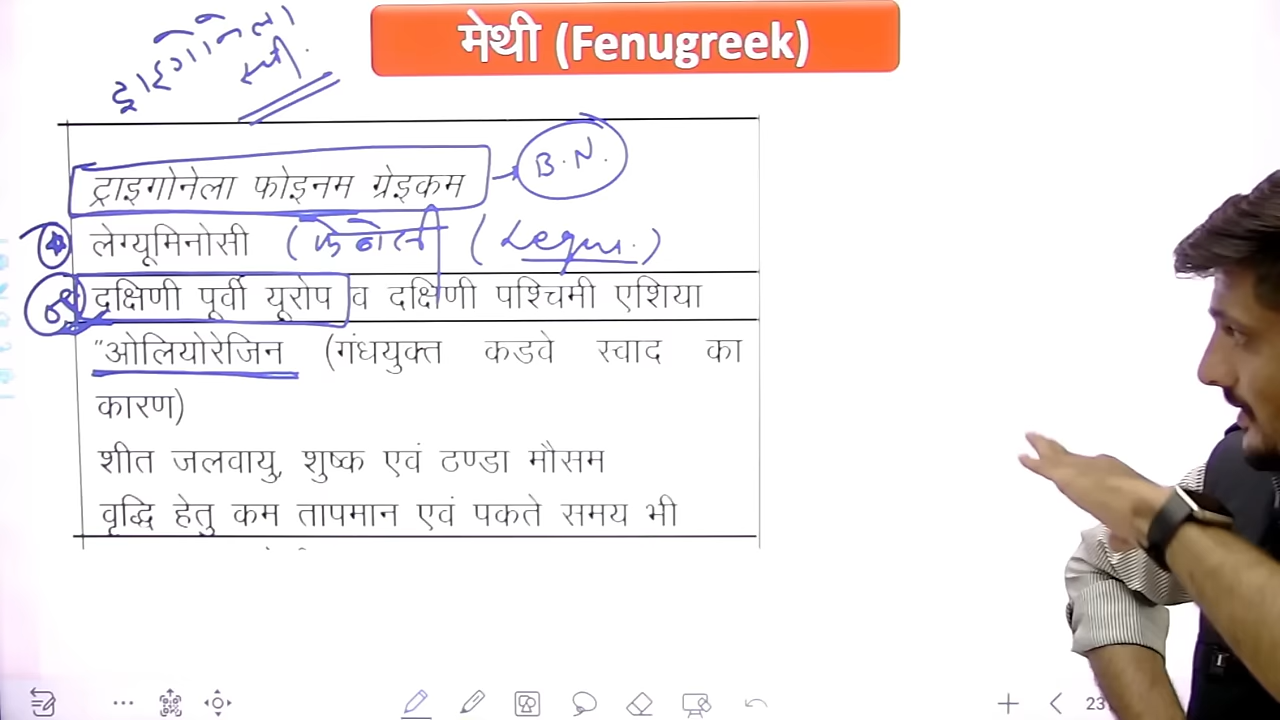 ट्राइगोनेला
स्पी.
मेथी (Fenugreek)
ट्राइगोनेला फोइनम ग्रेइकम
B.N.
लेग्यूमिनोसी (फेबेसी (Legu.)
दक्षिणी पूर्वी यूरोप व दक्षिणी पश्चिमी एशिया
"ओलियोरेजिन (गंधयुक्त कडवे स्वाद का
कारण)
शीत जलवायु, शुष्क एवं ठण्डा मौसम
वृद्धि हेतु कम तापमान एवं पकते समय भी
23